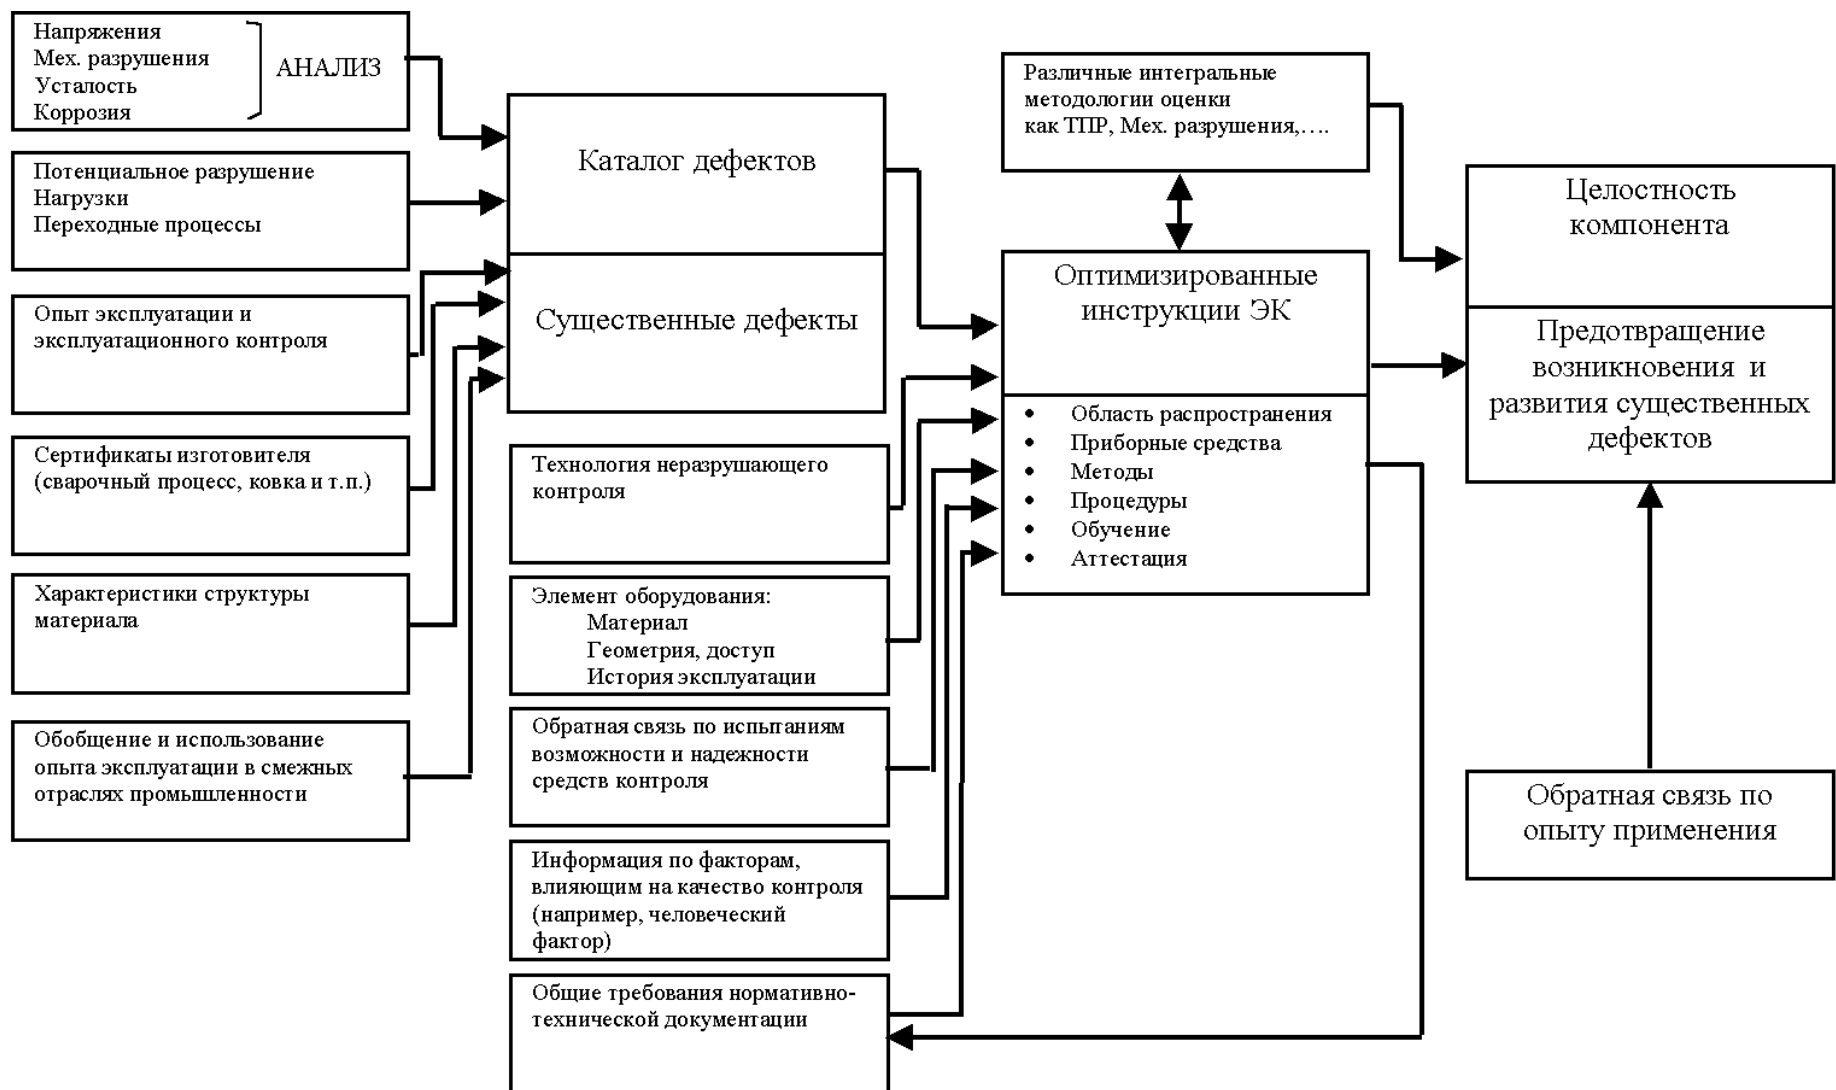 Напряжения
Мех. разрушения
Усталость
Коррозия
АНАЛИЗ
Потенциальное разрушение
Нагрузки
Переходные процессы
Опыт эксплуатации и
эксплуатационного контроля
Сертификаты изготовителя
(сварочный процесс, ковка и т.п.)
Характеристики структуры
материала
Обобщение и использование
опыта эксплуатации в смежных
отраслях промышленности
Каталог дефектов
Существенные дефекты
Технология неразрушающего
контроля
Элемент оборудования:
Материал
Геометрия, доступ
История эксплуатации
Обратная связь по испытаниям
возможности и надежности
средств контроля
Информация по факторам,
влияющим на качество контроля
(например, человеческий
фактор)
Общие требования нормативно-
технической документации
Различные интегральные
методологии оценки
как ТПР, Мех. разрушения,….
Оптимизированные
инструкции ЭК
• Область распространения
• Приборные средства
• Методы
• Процедуры
• Обучение
• Аттестация
Целостность
компонента
Предотвращение
возникновения и
развития существенных
дефектов
Обратная связь по
опыту применения